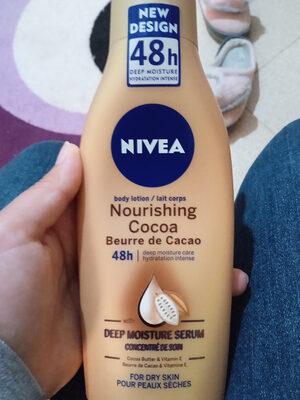 NEW
DESIGN
48h
DEEP MOISTURE
HYDRATATION INTENSE
NIVEA
body lotion / lait corps
Nourishing
Cocoa
Beurre de Cacao
48h | deep moisture care
hydratation intense
with
DEEP MOISTURE SERUM
CONCENTRÉ DE SOIN
Cocoa Butter & Vitamin E
Beurre de Cacao & Vitamine E
FOR DRY SKIN
POUR PEAUX SÈCHES